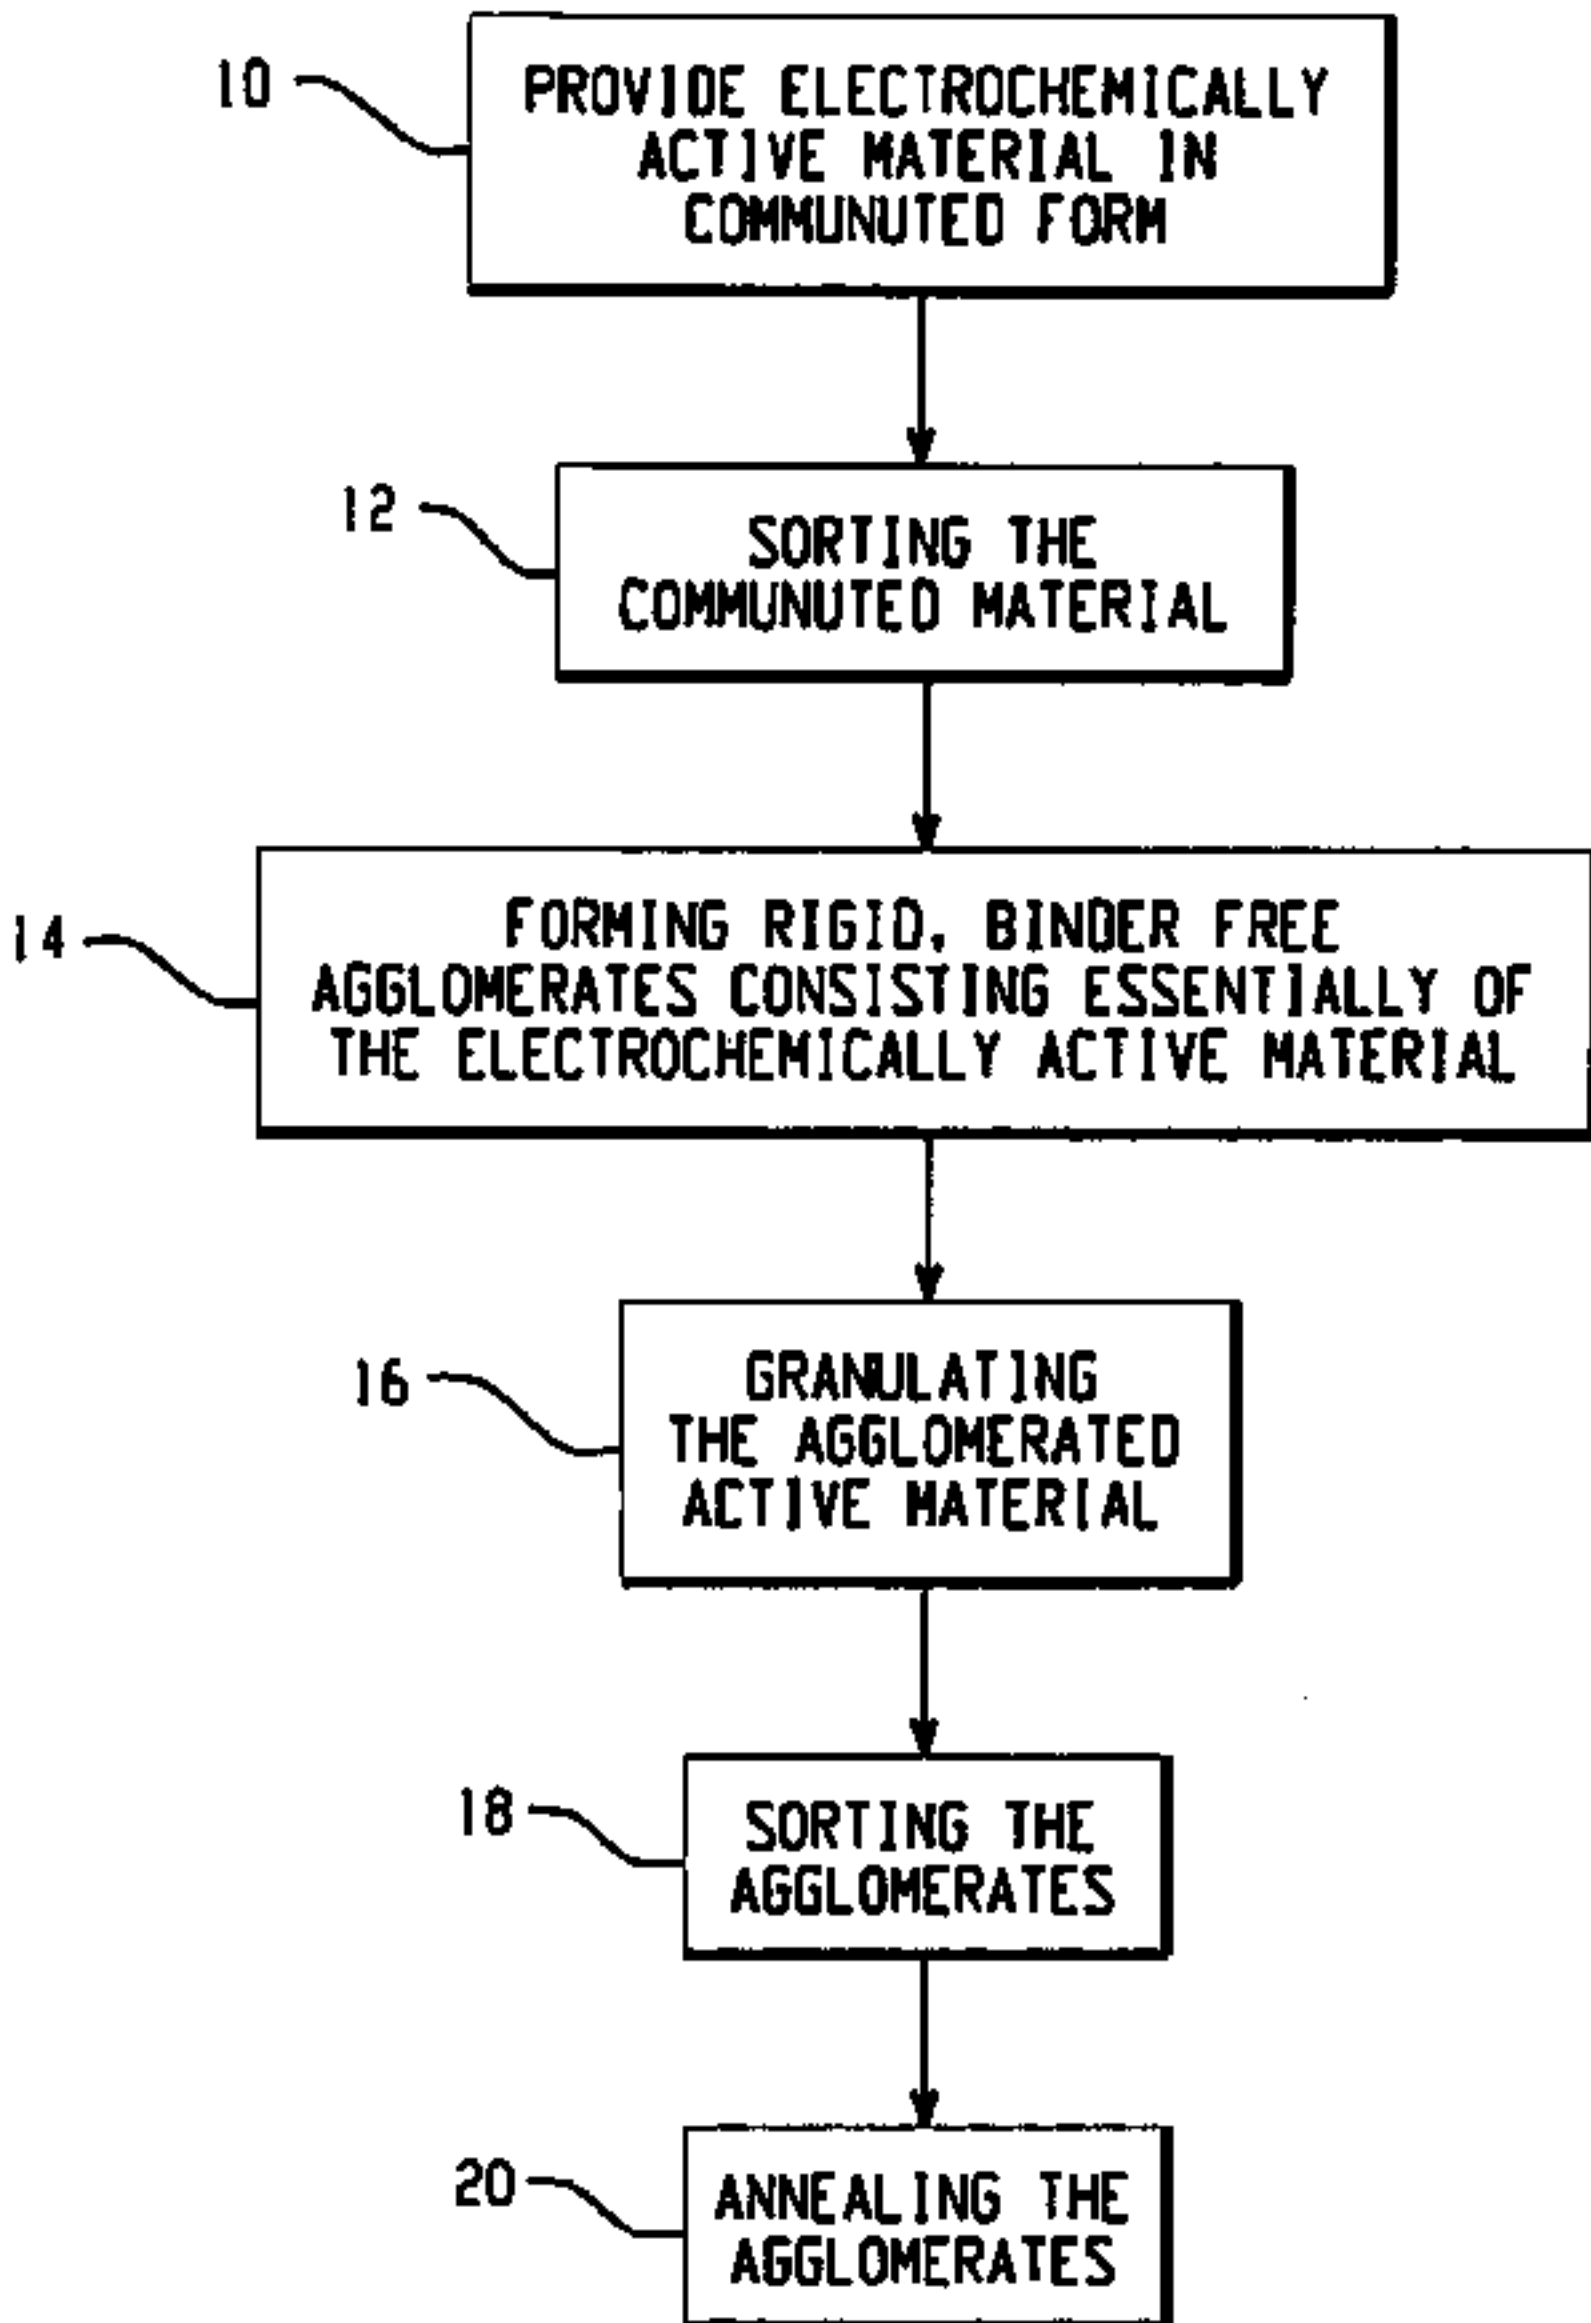 10
PROVIDE ELECTROCHEMICALLY
ACTIVE MATERIAL IN
COMMUNUTED FORM
12
SORTING THE
COMMUNUTED MATERIAL
14
FORMING RIGID, BINDER FREE
AGGLOMERATES CONSISTING ESSENTIALLY OF
THE ELECTROCHEMICALLY ACTIVE MATERIAL
16
GRANULATING
THE AGGLOMERATED
ACTIVE MATERIAL
18
SORTING THE
AGGLOMERATES
20
ANNEALING THE
AGGLOMERATES